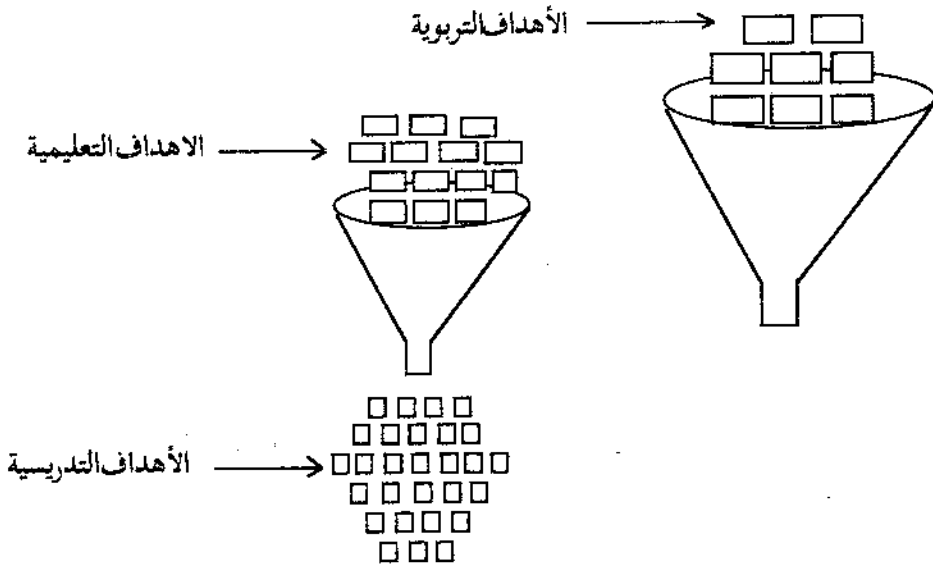 الأهداف التربوية
الاهداف التعليمية
الأهداف التدريسية